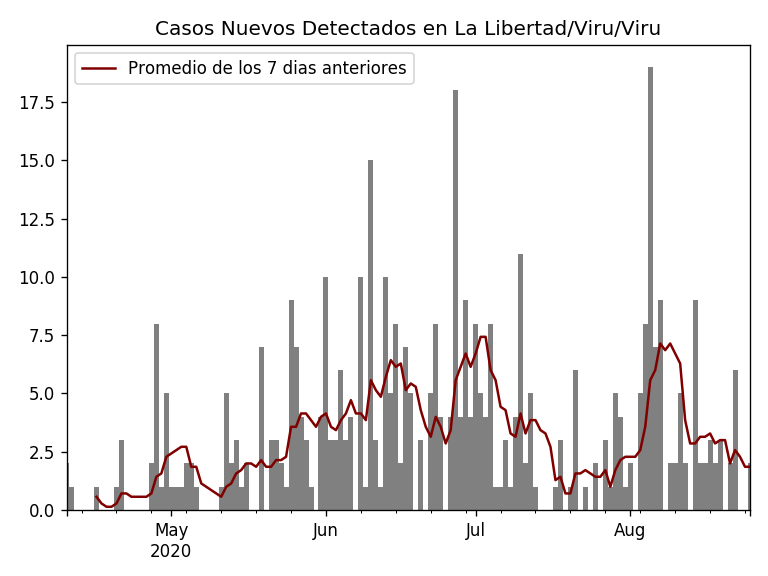 Casos Nuevos Detectados en La Libertad/Viru/Viru
Promedio de los 7 dias anteriores
17.5
15.0
12.5
10.0
7.5
5.0
2.5
0.0
May
2020
Jun
Jul
Aug